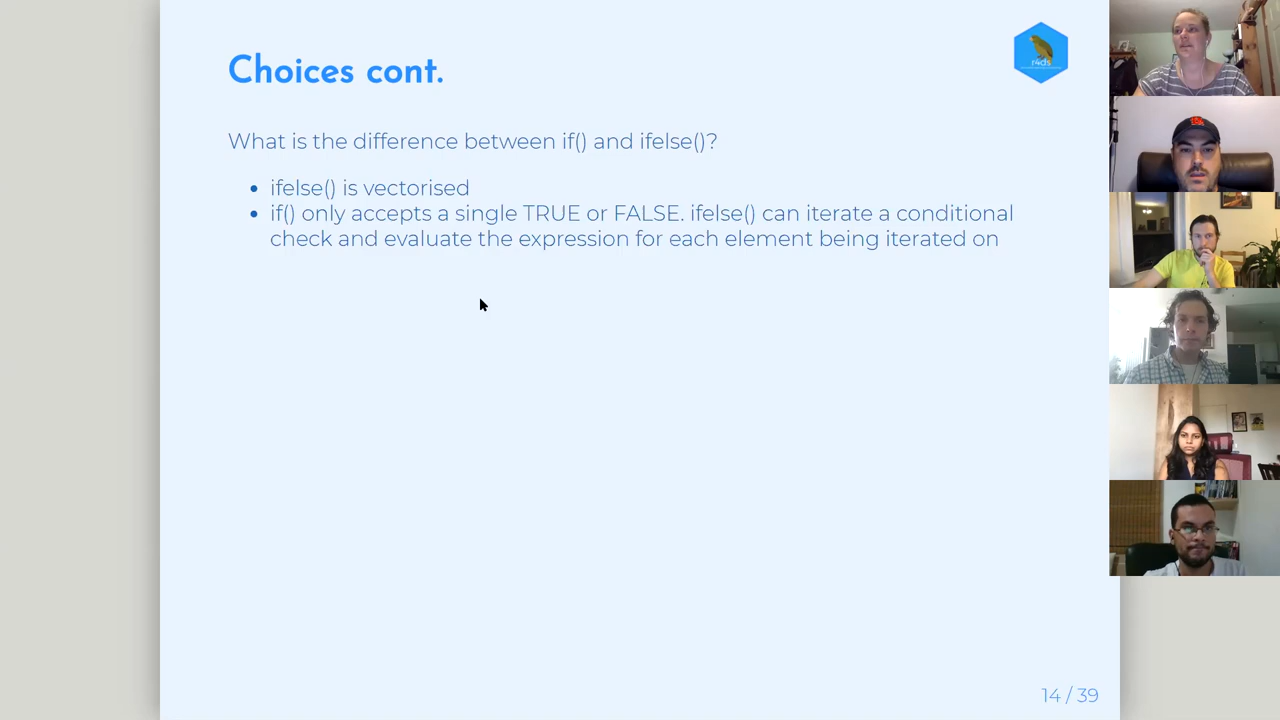 Choices cont.
r4ds
What is the difference between if() and ifelse()?
ifelse() is vectorised
if() only accepts a single TRUE or FALSE. ifelse() can iterate a conditional
check and evaluate the expression for each element being iterated on
14 / 39